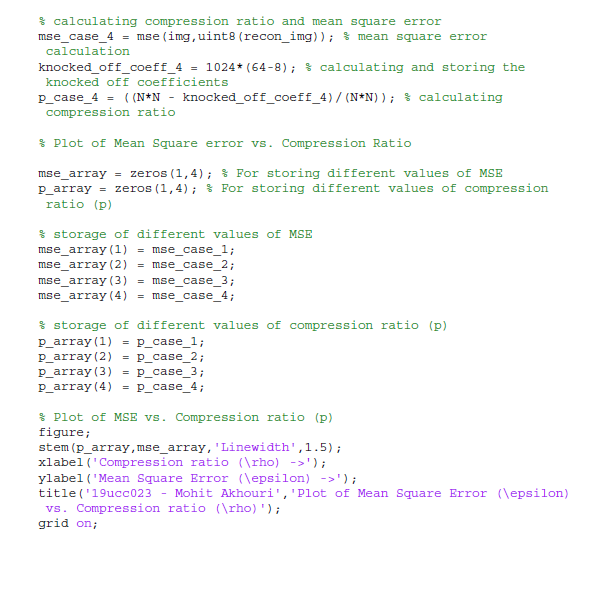 % calculating compression ratio and mean square error
mse_case_4 = mse(img,uint8(recon_img)); % mean square error
calculation
knocked_off_coeff_4 = 1024*(64-8); % calculating and storing the
knocked off coefficients
p_case_4 = ((N*N - knocked_off_coeff_4)/(N*N)); % calculating
compression ratio
% Plot of Mean Square error vs. Compression Ratio
mse_array = zeros(1,4); % For storing different values of MSE
p_array = zeros(1,4); % For storing different values of compression
ratio (p)
% storage of different values of MSE
mse_array(1) = mse_case_1;
mse_array(2) = mse_case_2;
mse_array(3) = mse_case_3;
mse_array(4) = mse_case_4;
% storage of different values of compression ratio (p)
p_array(1) = p_case_1;
p_array(2) = p_case_2;
p_array(3) = p_case_3;
p_array(4) = p_case_4;
% Plot of MSE vs. Compression ratio (p)
figure;
stem(p_array,mse_array,'Linewidth',1.5);
xlabel('Compression ratio (\rho) ->');
ylabel('Mean Square Error (\epsilon) ->');
title('19ucc023 - Mohit Akhouri','Plot of Mean Square Error (\epsilon)
vs. Compression ratio (\rho)');
grid on;